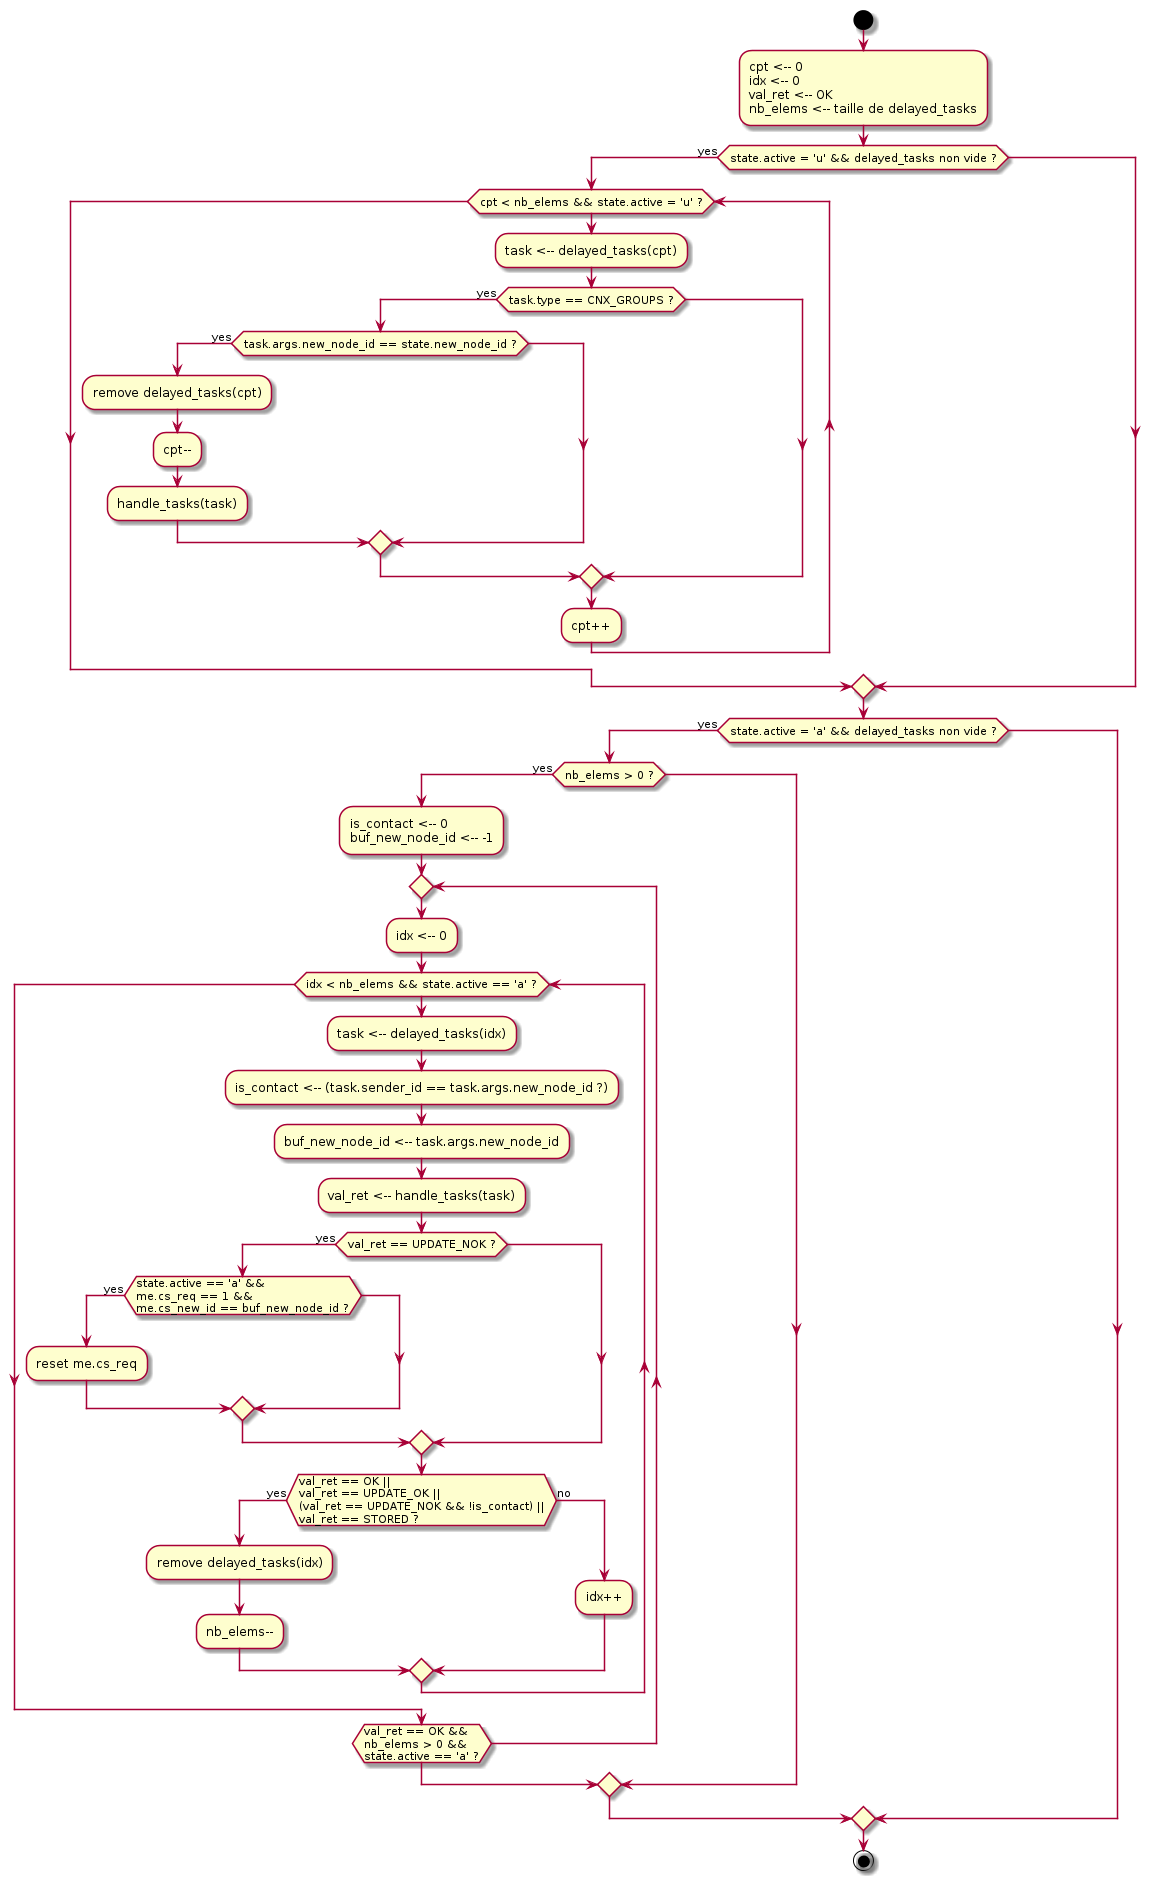 cpt <-- 0
idx <-- 0
val_ret <-- OK
nb_elems <-- taille de delayed_tasks
yes
state.active = 'u' && delayed_tasks non vide ?
cpt < nb_elems && state.active = 'u' ?
task <-- delayed_tasks(cpt)
yes
task.type == CNX_GROUPS ?
yes
task.args.new_node_id == state.new_node_id ?
remove delayed_tasks(cpt)
cpt--
handle_tasks(task)
cpt++
yes
state.active = 'a' && delayed_tasks non vide ?
yes
nb_elems > 0 ?
is_contact <-- 0
buf_new_node_id <-- -1
idx <-- 0
idx < nb_elems && state.active == 'a' ?
task <-- delayed_tasks(idx)
is_contact <-- (task.sender_id == task.args.new_node_id ?)
buf_new_node_id <-- task.args.new_node_id
val_ret <-- handle_tasks(task)
yes
val_ret == UPDATE_NOK ?
yes
state.active == 'a' &&
me.cs_req == 1 &&
me.cs_new_id == buf_new_node_id ?
reset me.cs_req
yes
val_ret == OK ||
val_ret == UPDATE_OK ||
(val_ret == UPDATE_NOK && !is_contact) ||
val_ret == STORED ?
no
remove delayed_tasks(idx)
idx++
nb_elems--
val_ret == OK &&
nb_elems > 0 &&
state.active == 'a' ?